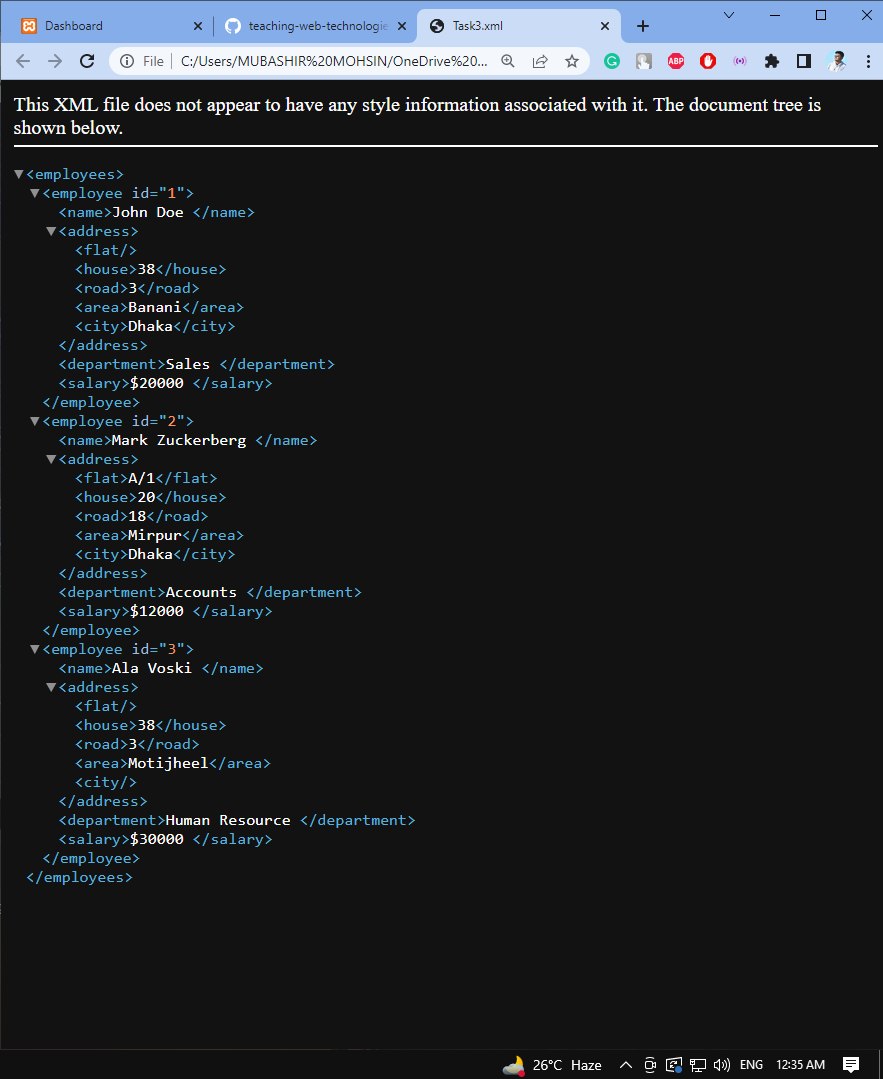 Dashboard
teaching-web-technologie
Task3.xml
File
C:/Users/MUBASHIR%20MOHSIN/OneDrive%20...
ABP
This XML file does not appear to have any style information associated with it. The document tree is
shown below.
<employees>
<employee id="1">
<name>John Doe </name>
<address>
<flat/>
<house>38</house>
<road>3</road>
<area>Banani</area>
<city>Dhaka</city>
</address>
<department>Sales </department>
<salary>$20000 </salary>
</employee>
<employee id="2">
<name>Mark Zuckerberg </name>
<address>
<flat>A/1</flat>
<house>20</house>
<road>18</road>
<area>Mirpur</area>
<city>Dhaka</city>
</address>
<department>Accounts </department>
<salary>$12000 </salary>
</employee>
<employee id="3">
<name>Ala Voski </name>
<address>
<flat/>
<house>38</house>
<road>3</road>
<area>Motijheel</area>
<city/>
</address>
<department>Human Resource </department>
<salary>$30000 </salary>
</employee>
</employees>
26°C Haze
ENG
12:35 AM